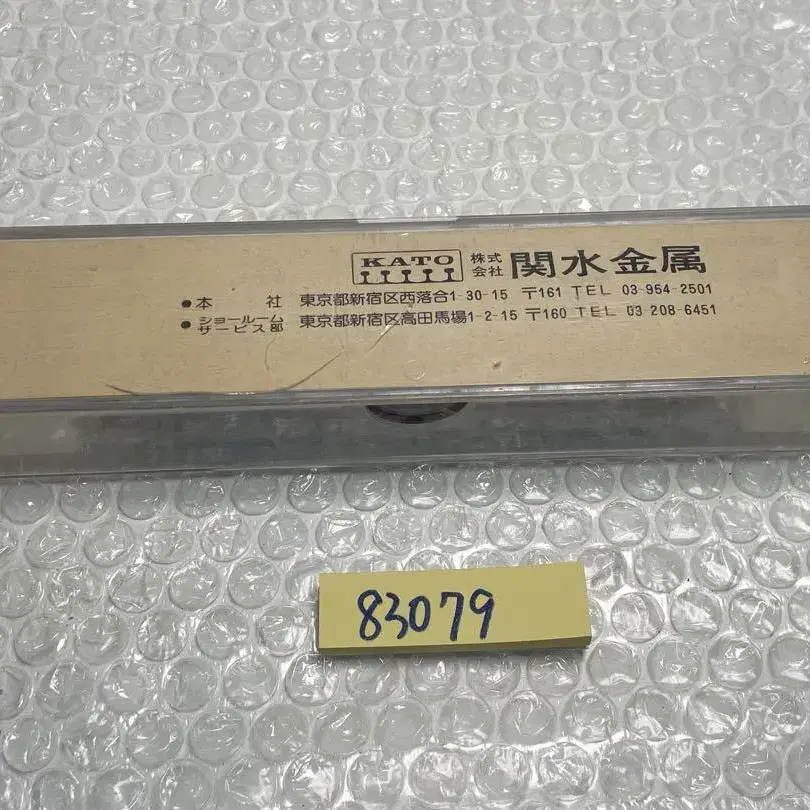 KATO 株式会社 関水金属
●本 社 東京都新宿区西落合1-30-15 〒161 TEL 03-954-2501
●ショールームサービス部 東京都新宿区高田馬場1-2-15 〒160 TEL 03 208-6451
83079